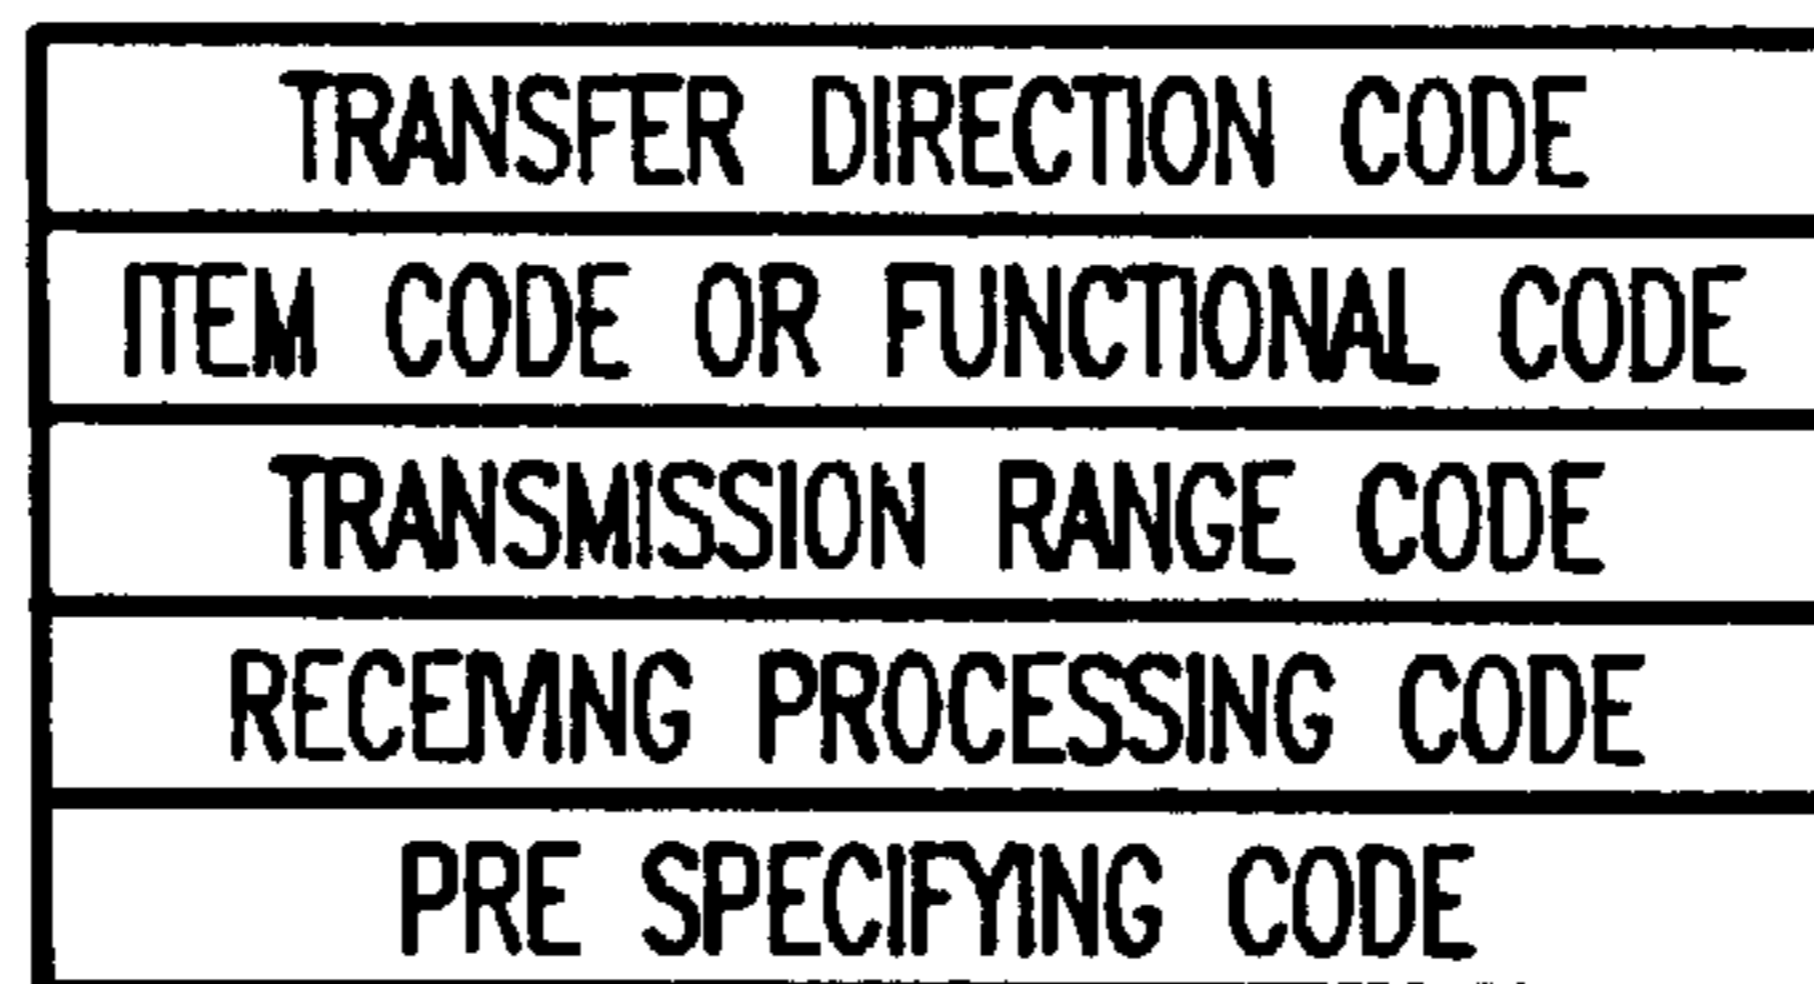 TRANSFER DIRECTION CODE
ITEM CODE OR FUNCTIONAL CODE
TRANSMISSION RANGE CODE
RECEIVING PROCESSING CODE
PRE SPECIFYING CODE